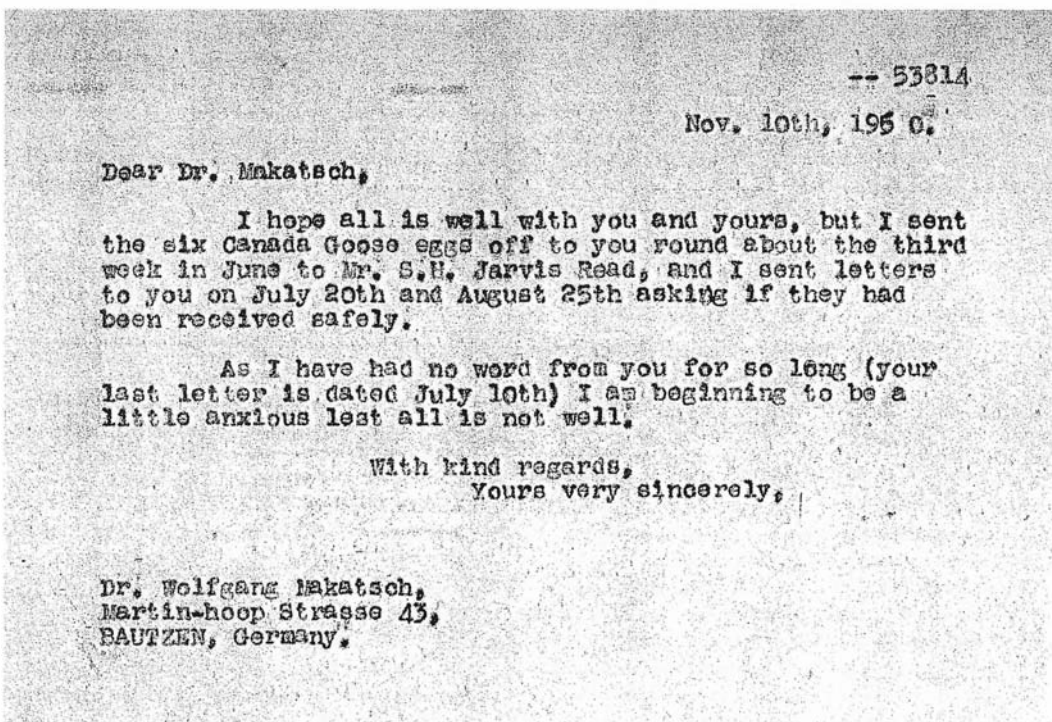 -- 53814
Nov. 10th, 195 0.
Dear Dr. Makatsch,
I hope all is well with you and yours, but I sent
the six Canada Goose eggs off to you round about the third
week in June to Mr. S.H. Jarvis Read, and I sent letters
to you on July 20th and August 25th asking if they had
been received safely.
As I have had no word from you for so long (your
last letter is dated July 10th) I am beginning to be a
little anxious lest all is not well.
With kind regards,
Yours very sincerely,
Dr. Wolfgang Makatsch,
Martin-hoop Strasse 43,
BAUTZEN, Germany.